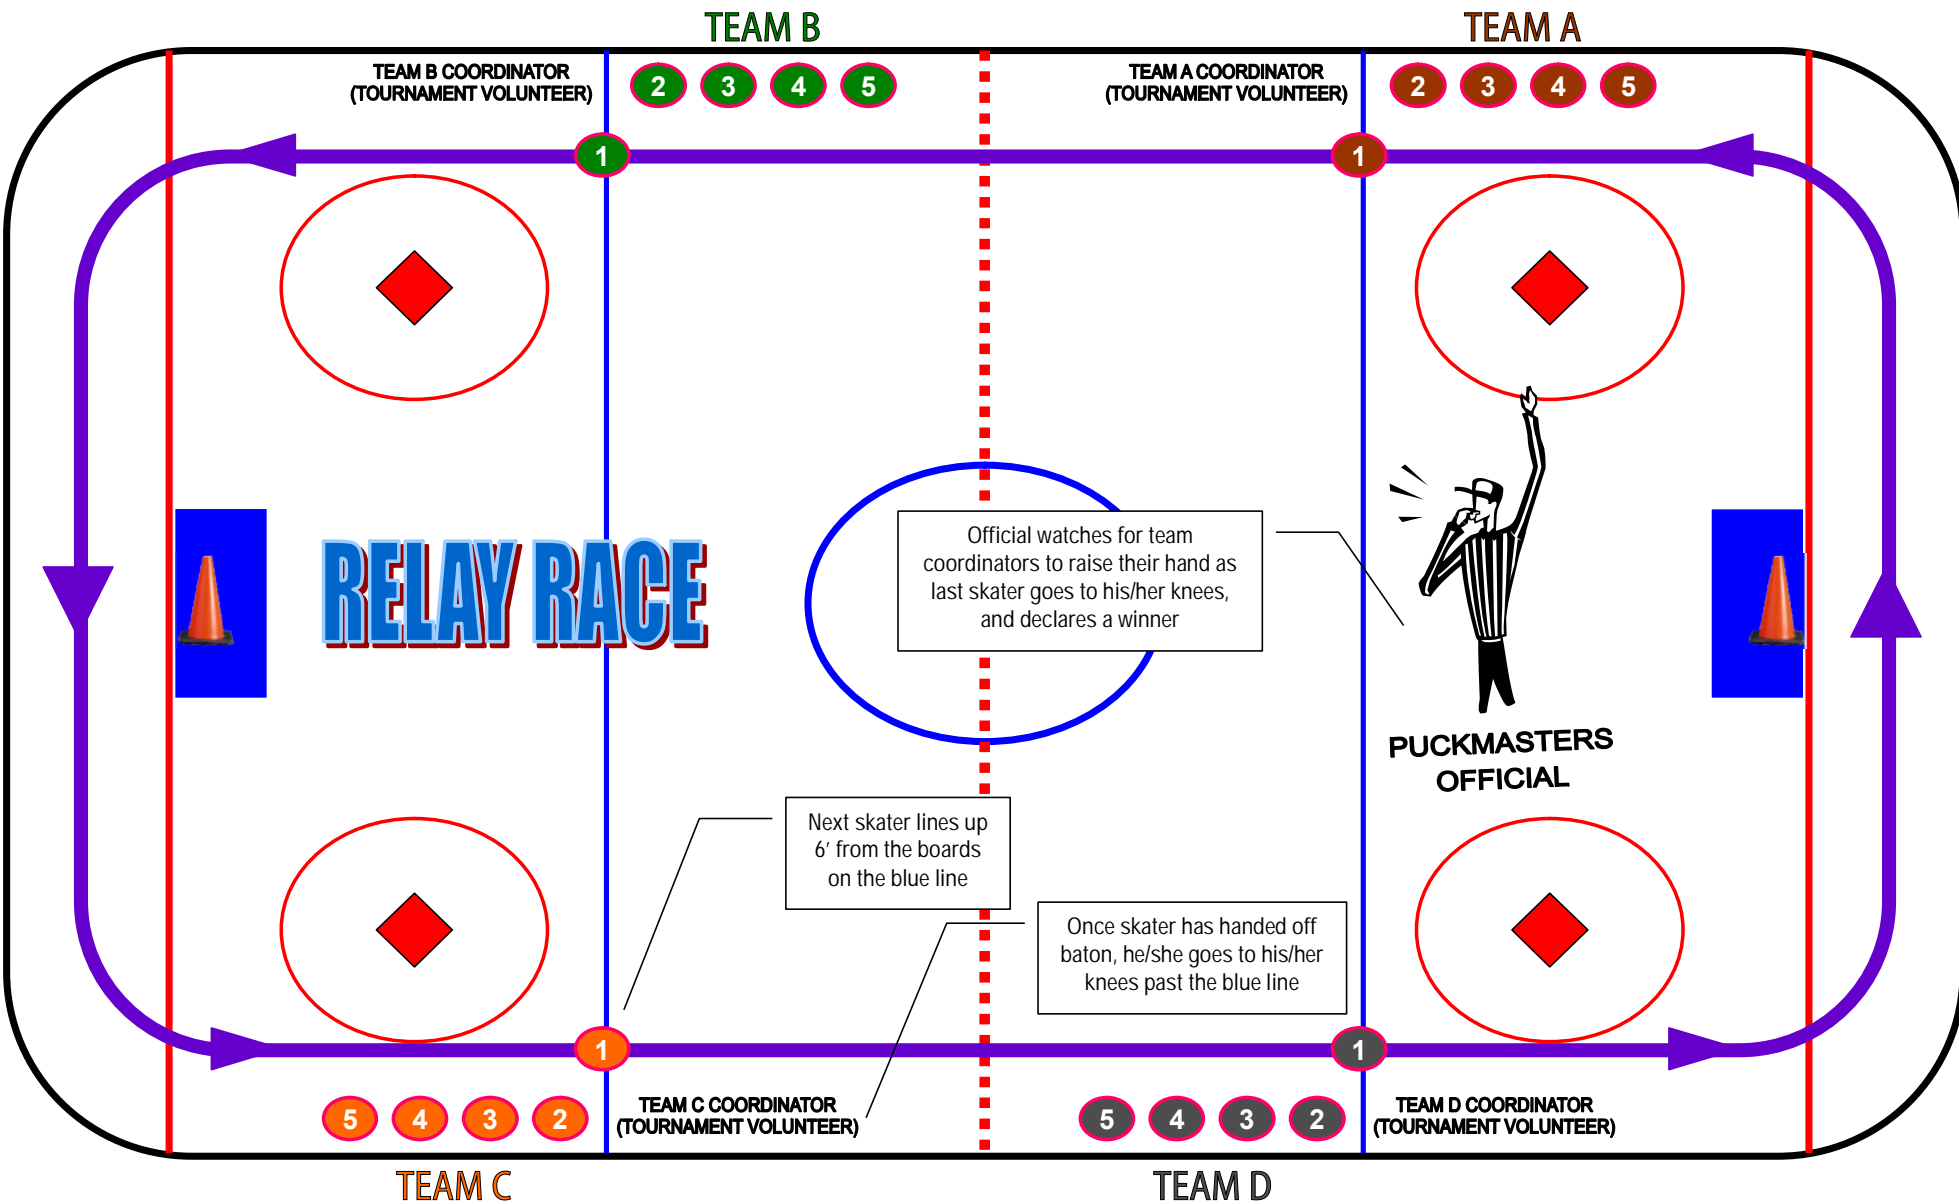 TEAM B
TEAM A
TEAM B COORDINATOR
(TOURNAMENT VOLUNTEER)
2 3 4 5
TEAM A COORDINATOR
(TOURNAMENT VOLUNTEER)
2 3 4 5
1
1
RELAY RACE
Official watches for team
coordinators to raise their hand as
last skater goes to his/her knees,
and declares a winner
PUCKMASTERS
OFFICIAL
Next skater lines up
6' from the boards
on the blue line
Once skater has handed off
baton, he/she goes to his/her
knees past the blue line
1
1
5 4 3 2
TEAM C COORDINATOR
(TOURNAMENT VOLUNTEER)
5 4 3 2
TEAM D COORDINATOR
(TOURNAMENT VOLUNTEER)
TEAM C
TEAM D